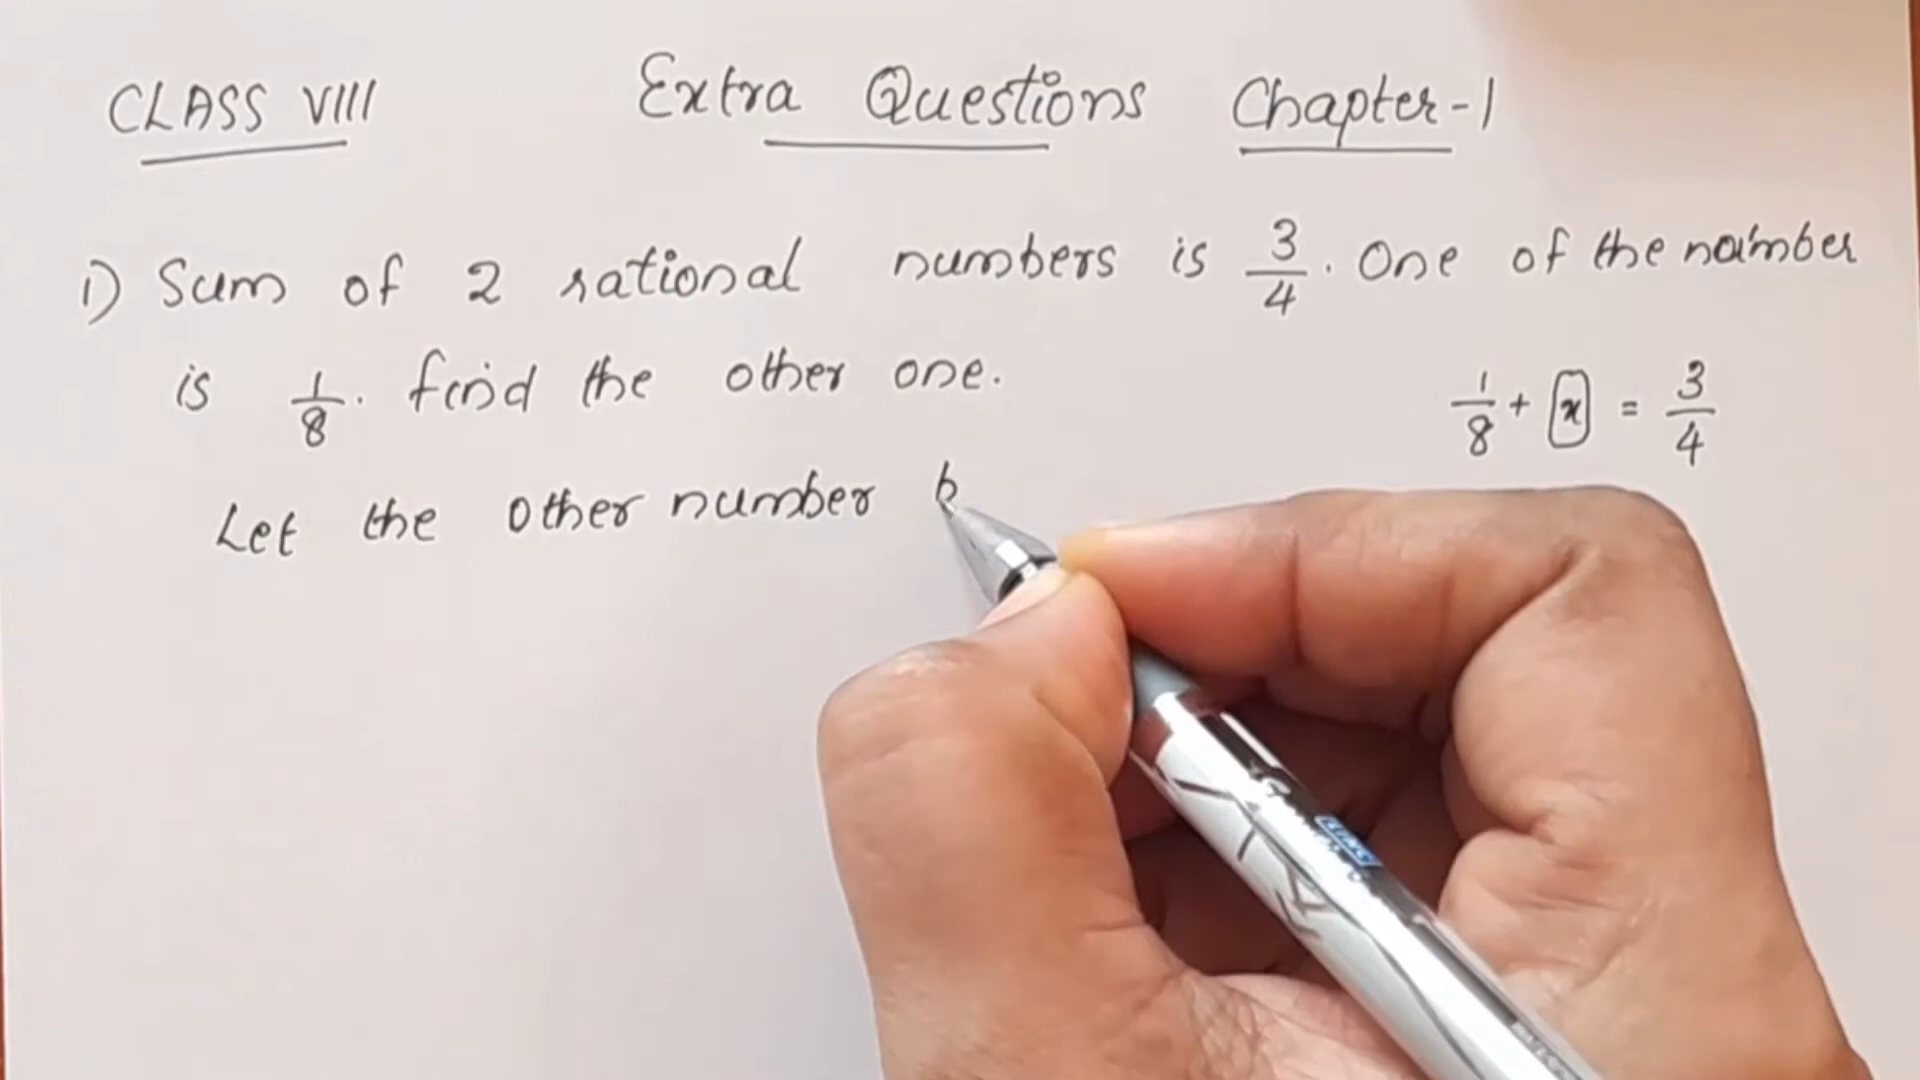 CLASS VIII Extra Questions Chapter-1
1) Sum of 2 rational numbers is 3/4. One of the number
is 1/8. find the other one.
1/8 + x = 3/4
Let the other number b